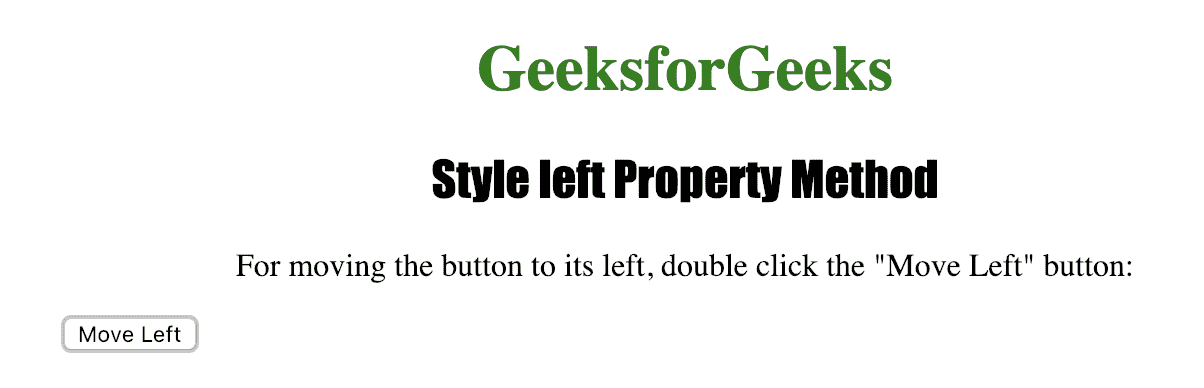 GeeksforGeeks
Style left Property Method
For moving the button to its left, double click the "Move Left" button:
Move Left